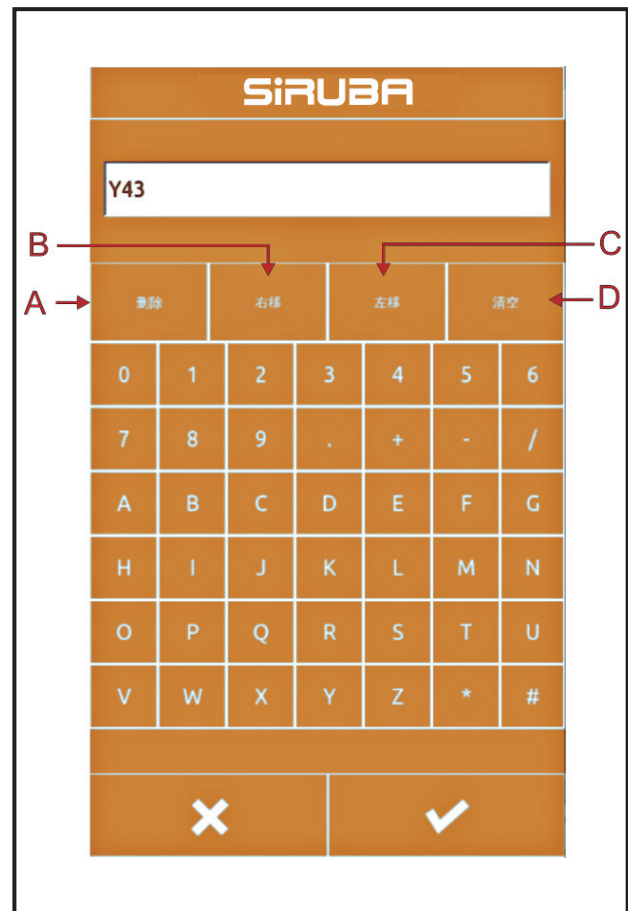 SiRUBA
Y43
B
C
A
D
删除 右移 左移 清空
0 1 2 3 4 5 6
7 8 9 . + - /
A B C D E F G
H I J K L M N
O P Q R S T U
V W X Y Z * #